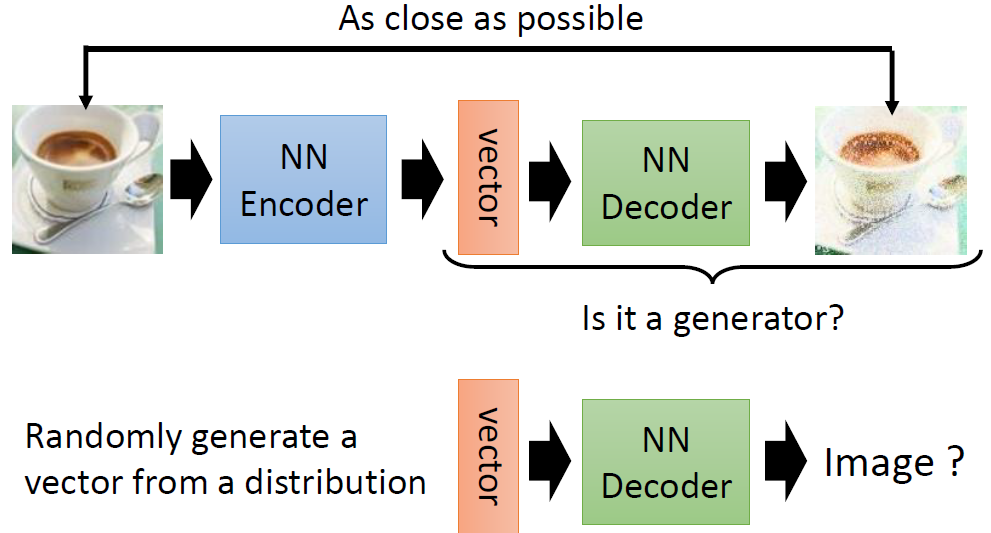 As close as possible
NN
Encoder
vector
NN
Decoder
Is it a generator?
Randomly generate a
vector from a distribution
vector
NN
Decoder
Image ?